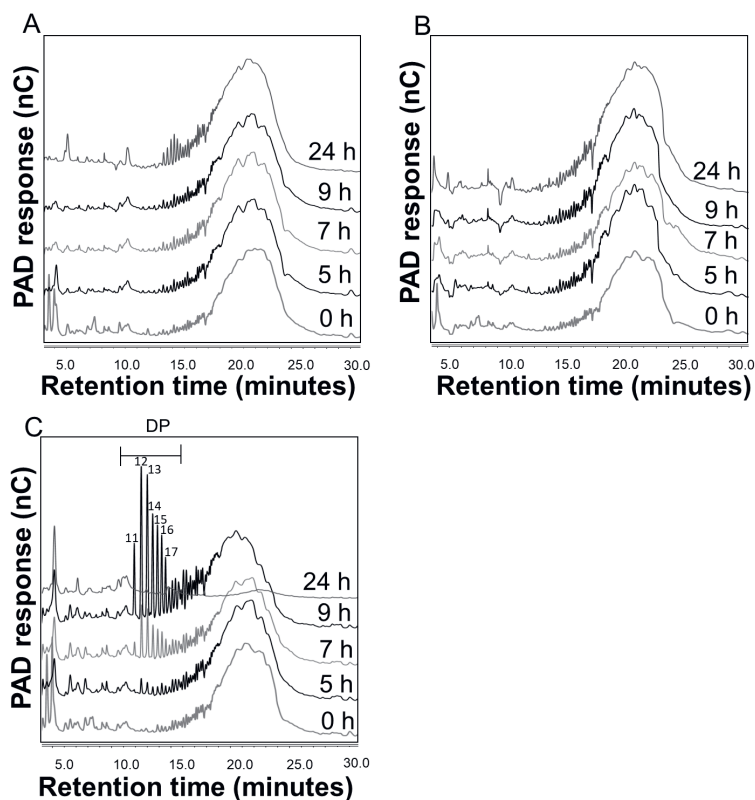 A
PAD response (nC)
24 h
9 h
7 h
5 h
0 h
5.0 10.0 15.0 20.0 25.0 30.0
Retention time (minutes)
B
PAD response (nC)
24 h
9 h
7 h
5 h
0 h
5.0 10.0 15.0 20.0 25.0 30.0
Retention time (minutes)
C
DP
PAD response (nC)
12
13
14
15
16
11
17
24 h
9 h
7 h
5 h
0 h
5.0 10.0 15.0 20.0 25.0 30.0
Retention time (minutes)